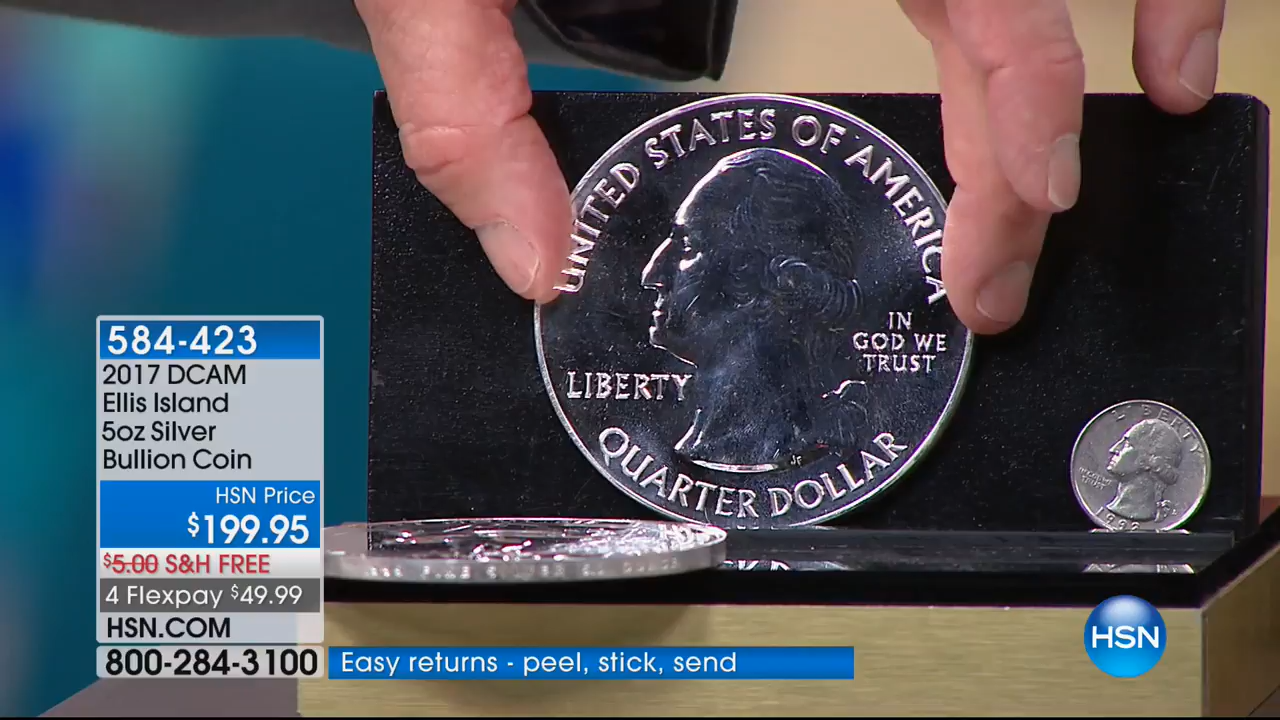 UNITED STATES OF AMERICA
IN
GOD WE
TRUST
LIBERTY
QUARTER DOLLAR
LIBERTY
584-423
2017 DCAM
Ellis Island
5oz Silver
Bullion Coin
HSN Price
$199.95
$5.00 S&H FREE
4 Flexpay $49.99
HSN.COM
800-284-3100
Easy returns - peel, stick, send
HSN